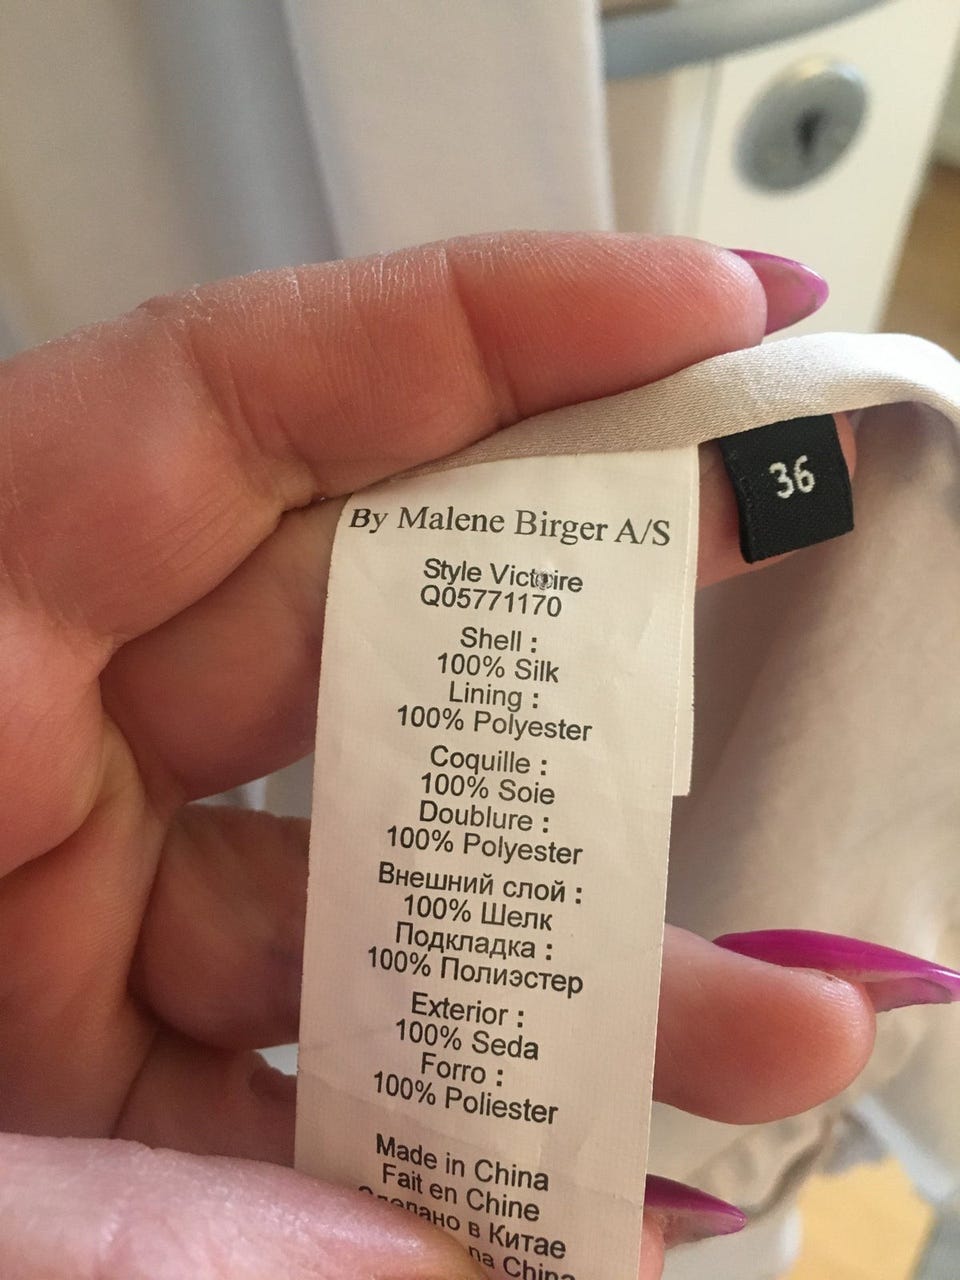 36
By Malene Birger A/S
Style Victoire
Q05771170
Shell :
100% Silk
Lining :
100% Polyester
Coquille :
100% Soie
Doublure :
100% Polyester
Внешний слой :
100% Шелк
Подкладка :
100% Полиэстер
Exterior :
100% Seda
Forro :
100% Poliester
Made in China
Fait en Chine
в Китае